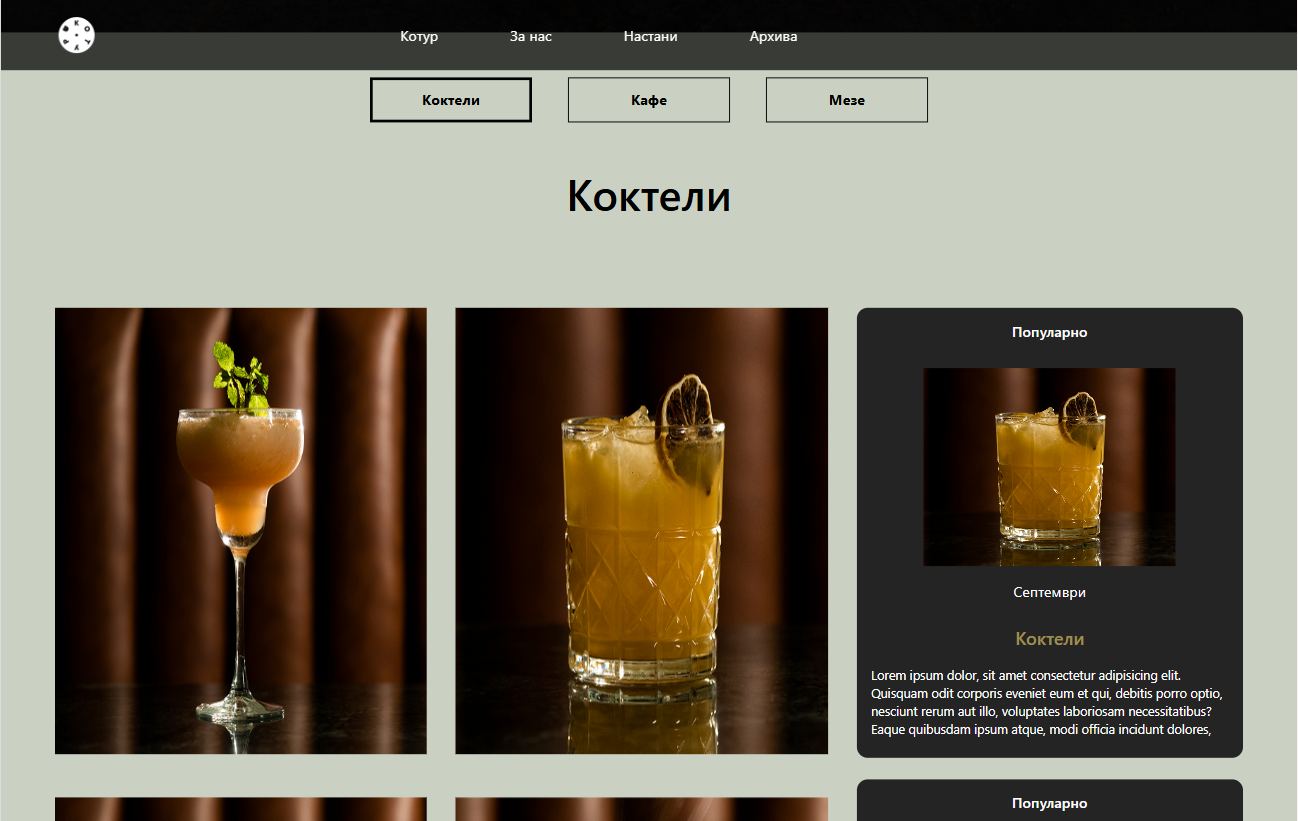 Котур
За нас
Настани
Архива
Коктели
Кафе
Мезе
Коктели
Популарно
Септември
Коктели
Lorem ipsum dolor, sit amet consectetur adipisicing elit.
Quisquam odit corporis eveniet eum et qui, debitis porro optio,
nesciunt rerum aut illo, voluptates laboriosam necessitatibus?
Eaque quibusdam ipsum atque, modi officia incidunt dolores,
Популарно